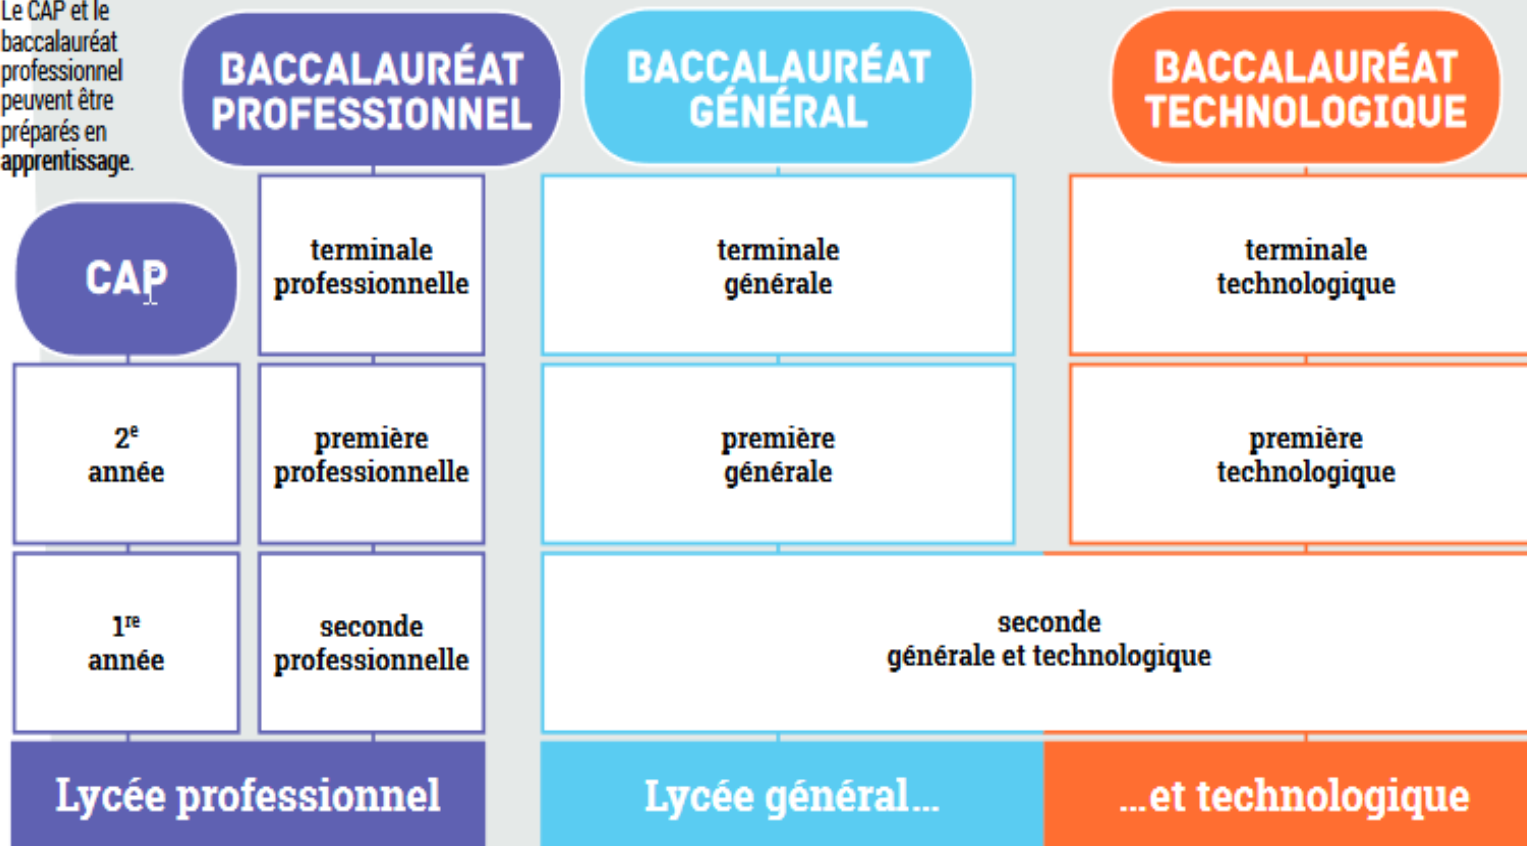 Le CAP et le
baccalauréat
professionnel
peuvent être
préparés en
apprentissage.
BACCALAURÉAT
PROFESSIONNEL
BACCALAURÉAT
GÉNÉRAL
BACCALAURÉAT
TECHNOLOGIQUE
CAP
terminale
professionnelle
terminale
générale
terminale
technologique
2e
année
première
professionnelle
première
générale
première
technologique
1re
année
seconde
professionnelle
seconde
générale et technologique
Lycée professionnel
Lycée général...
...et technologique